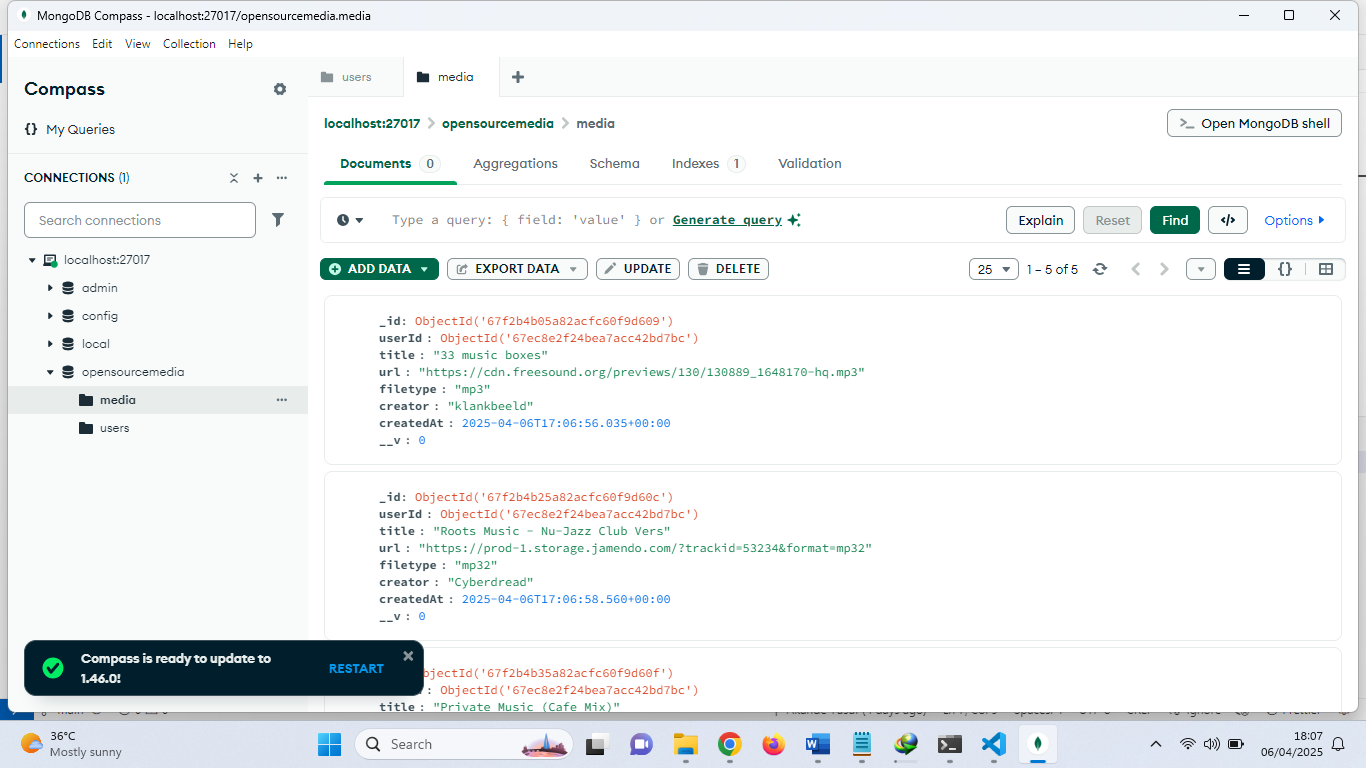 MongoDB Compass - localhost:27017/opensourcemedia.media
Connections Edit View Collection Help
Compass
{} My Queries
CONNECTIONS (1)
Search connections
localhost:27017
admin
config
local
opensourcemedia
media
users
users media
localhost:27017 > opensourcemedia > media
>_ Open MongoDB shell
Documents 0 Aggregations Schema Indexes 1 Validation
Type a query: { field: 'value' } or Generate query
Explain Reset Find </> Options
ADD DATA EXPORT DATA UPDATE DELETE
25 1 – 5 of 5 {}
_id: ObjectId('67f2b4b05a82acfc60f9d609')
userId : ObjectId('67ec8e2f24bea7acc42bd7bc')
title : "33 music boxes"
url : "https://cdn.freesound.org/previews/130/130889_1648170-hq.mp3"
filetype : "mp3"
creator : "klankbeeld"
createdAt : 2025-04-06T17:06:56.035+00:00
__v : 0
_id: ObjectId('67f2b4b25a82acfc60f9d60c')
userId : ObjectId('67ec8e2f24bea7acc42bd7bc')
title : "Roots Music - Nu-Jazz Club Vers"
url : "https://prod-1.storage.jamendo.com/?trackid=53234&format=mp32"
filetype : "mp32"
creator : "Cyberdread"
createdAt : 2025-04-06T17:06:58.560+00:00
__v : 0
bjectId('67f2b4b35a82acfc60f9d60f')
: ObjectId('67ec8e2f24bea7acc42bd7bc')
title : "Private Music (Cafe Mix)"
Compass is ready to update to
1.46.0!
RESTART
36°C
Mostly sunny
Search
18:07
06/04/2025